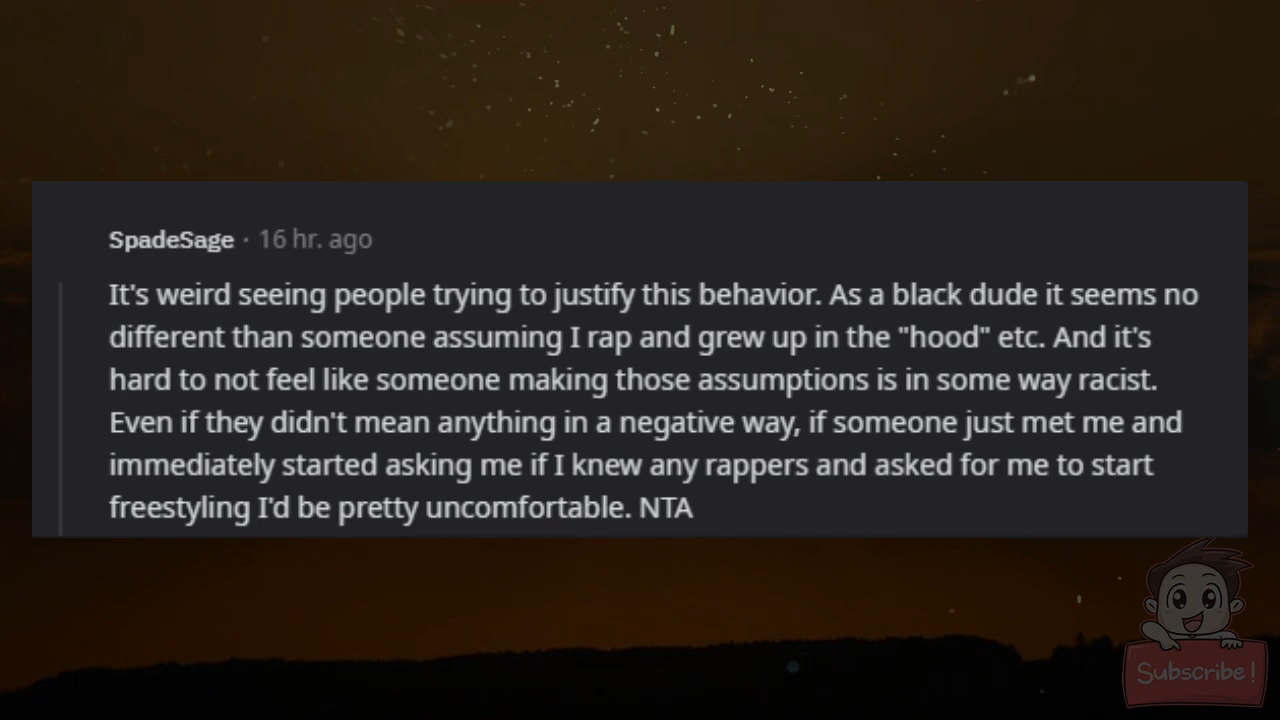 SpadeSage · 16 hr. ago
It's weird seeing people trying to justify this behavior. As a black dude it seems no
different than someone assuming I rap and grew up in the "hood" etc. And it's
hard to not feel like someone making those assumptions is in some way racist.
Even if they didn't mean anything in a negative way, if someone just met me and
immediately started asking me if I knew any rappers and asked for me to start
freestyling I'd be pretty uncomfortable. NTA
Subscribe!